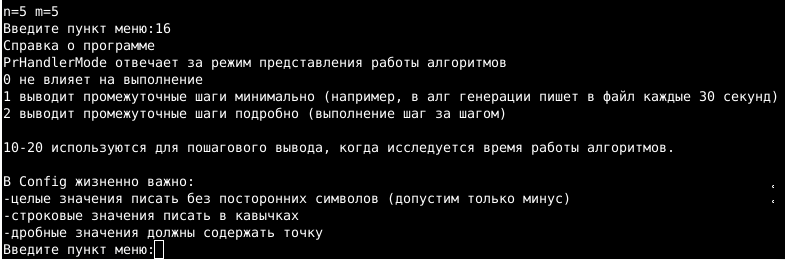 n=5 m=5
Введите пункт меню:16
Справка о программе
PrHandlerMode отвечает за режим представления работы алгоритмов
0 не влияет на выполнение
1 выводит промежуточные шаги минимально (например, в алг генерации пишет в файл каждые 30 секунд)
2 выводит промежуточные шаги подробно (выполнение шаг за шагом)
10-20 используются для пошагового вывода, когда исследуется время работы алгоритмов.
В Config жизненно важно:
-целые значения писать без посторонних символов (допустим только минус)
-строковые значения писать в кавычках
-дробные значения должны содержать точку
Введите пункт меню: